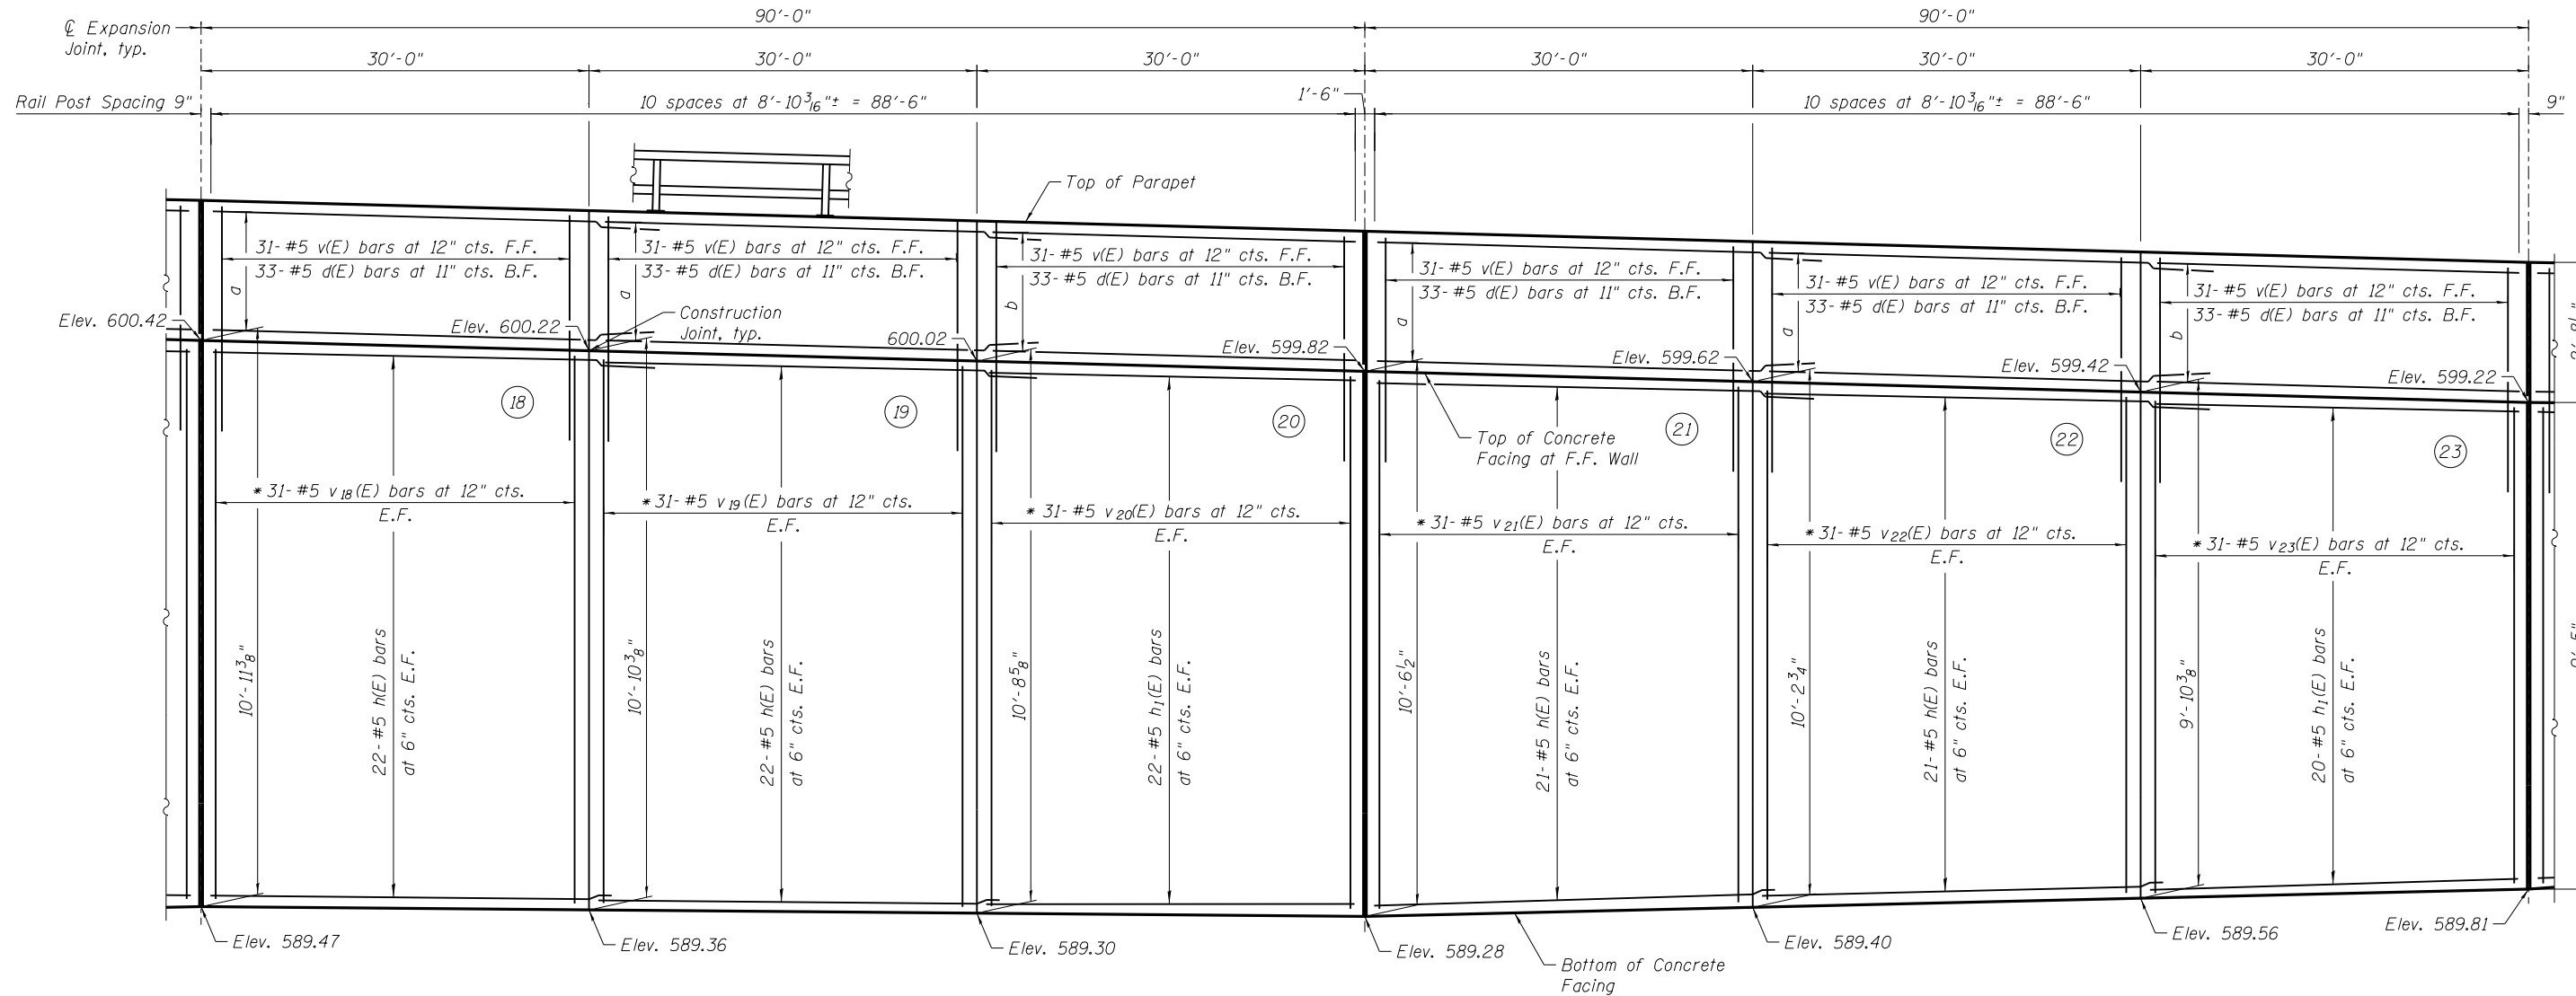 90'-0"
90'-0"
℄ Expansion
Joint, typ.
30'-0"
30'-0"
30'-0"
30'-0"
30'-0"
30'-0"
Rail Post Spacing 9"
10 spaces at 8'-10 3/16"± = 88'-6"
1'-6"
10 spaces at 8'-10 3/16"± = 88'-6"
9"
Top of Parapet
31-#5 v(E) bars at 12" cts. F.F.
33-#5 d(E) bars at 11" cts. B.F.
a
31-#5 v(E) bars at 12" cts. F.F.
33-#5 d(E) bars at 11" cts. B.F.
a
31-#5 v(E) bars at 12" cts. F.F.
33-#5 d(E) bars at 11" cts. B.F.
b
31-#5 v(E) bars at 12" cts. F.F.
33-#5 d(E) bars at 11" cts. B.F.
a
31-#5 v(E) bars at 12" cts. F.F.
33-#5 d(E) bars at 11" cts. B.F.
a
31-#5 v(E) bars at 12" cts. F.F.
33-#5 d(E) bars at 11" cts. B.F.
b
Elev. 600.42
Elev. 600.22
Construction
Joint, typ.
600.02
Elev. 599.82
Elev. 599.62
Elev. 599.42
Elev. 599.22
18
19
20
21
22
23
Top of Concrete
Facing at F.F. Wall
* 31-#5 v18(E) bars at 12" cts.
E.F.
* 31-#5 v19(E) bars at 12" cts.
E.F.
* 31-#5 v20(E) bars at 12" cts.
E.F.
* 31-#5 v21(E) bars at 12" cts.
E.F.
* 31-#5 v22(E) bars at 12" cts.
E.F.
* 31-#5 v23(E) bars at 12" cts.
E.F.
10'-11 3/8"
22-#5 h(E) bars
at 6" cts. E.F.
10'-10 3/8"
22-#5 h(E) bars
at 6" cts. E.F.
10'-8 5/8"
22-#5 h1(E) bars
at 6" cts. E.F.
10'-6 1/2"
21-#5 h(E) bars
at 6" cts. E.F.
10'-2 3/4"
21-#5 h(E) bars
at 6" cts. E.F.
9'-10 3/8"
20-#5 h1(E) bars
at 6" cts. E.F.
Elev. 589.47
Elev. 589.36
Elev. 589.30
Elev. 589.28
Elev. 589.40
Elev. 589.56
Elev. 589.81
Bottom of Concrete
Facing